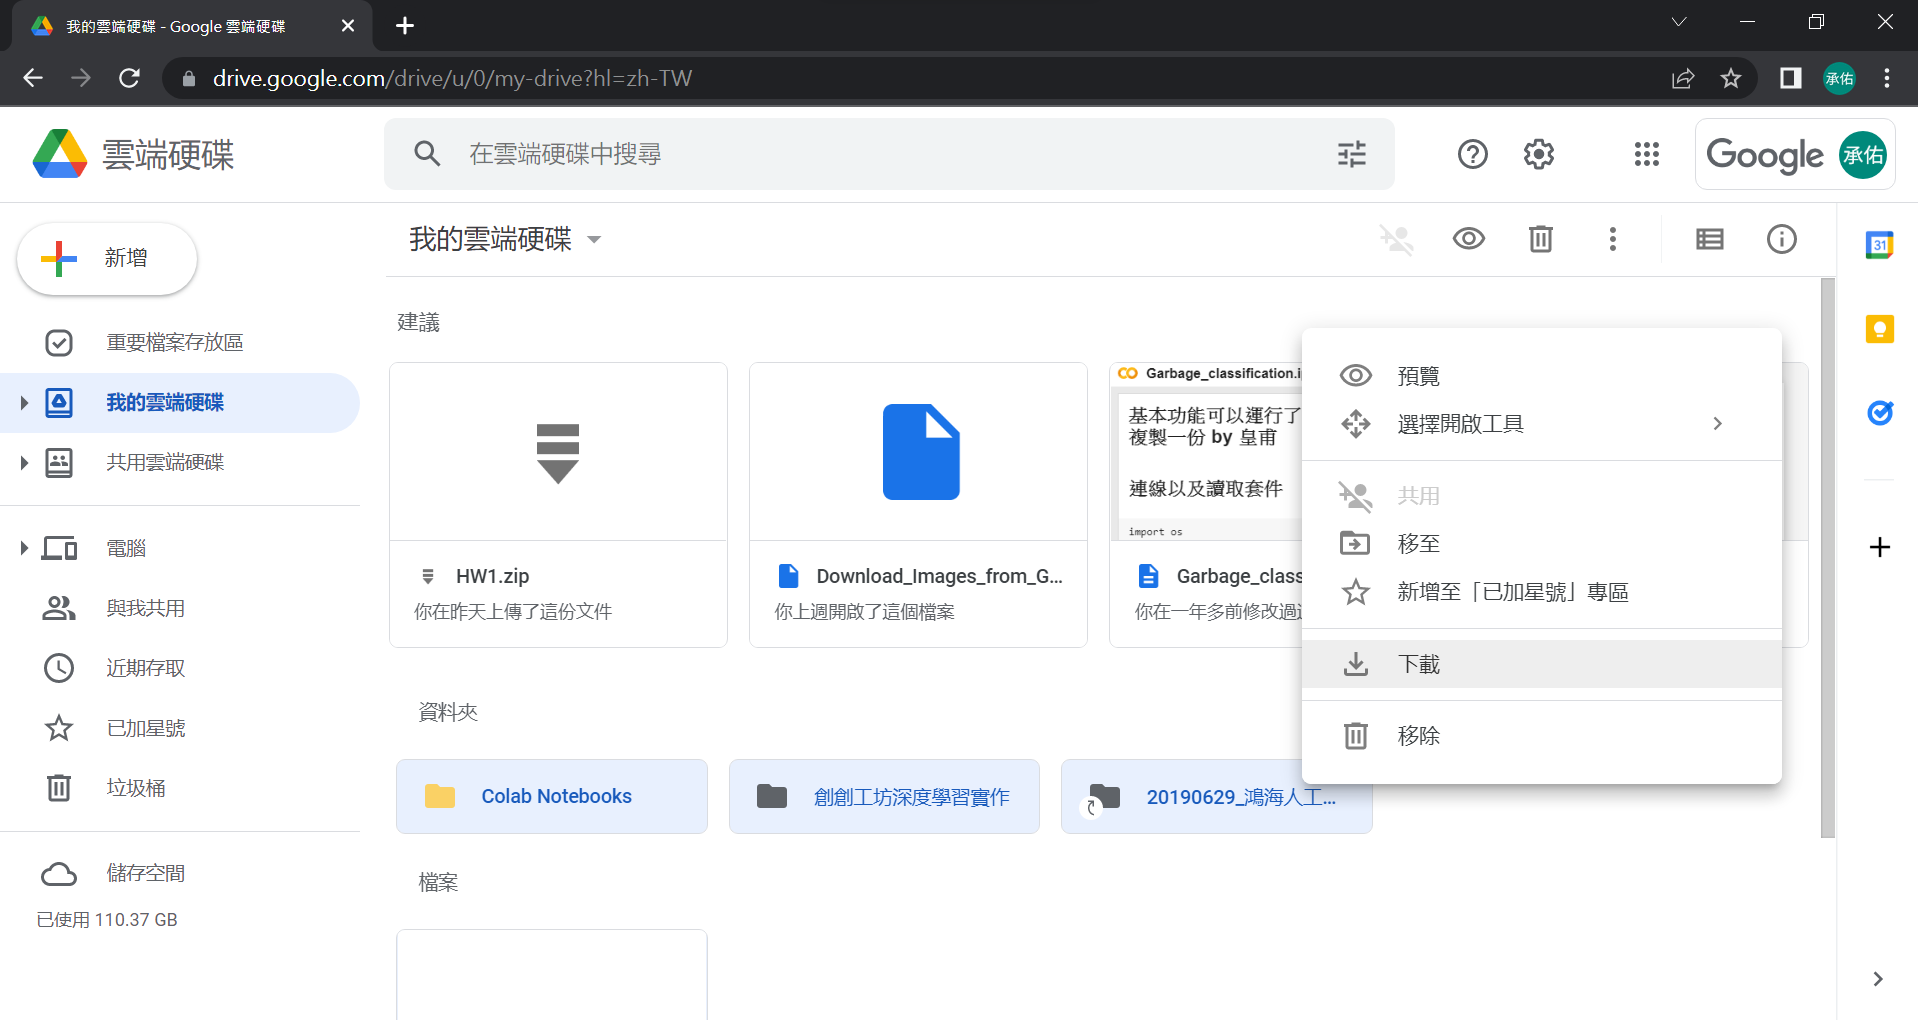 我的雲端硬碟 - Google 雲端硬碟
drive.google.com/drive/u/0/my-drive?hl=zh-TW
承佑
雲端硬碟
在雲端硬碟中搜尋
Google 承佑
新增
我的雲端硬碟
31
重要檔案存放區
我的雲端硬碟
共用雲端硬碟
電腦
與我共用
近期存取
已加星號
垃圾桶
儲存空間
已使用 110.37 GB
建議
HW1.zip
你在昨天上傳了這份文件
Download_Images_from_G...
你上週開啟了這個檔案
Garbage_classification.i
基本功能可以運行了
複製一份 by 皇甫
連線以及讀取套件
import os
Garbage_class
你在一年多前修改過
預覽
選擇開啟工具
共用
移至
新增至「已加星號」專區
下載
移除
資料夾
Colab Notebooks
創創工坊深度學習實作
20190629_鴻海人工...
檔案